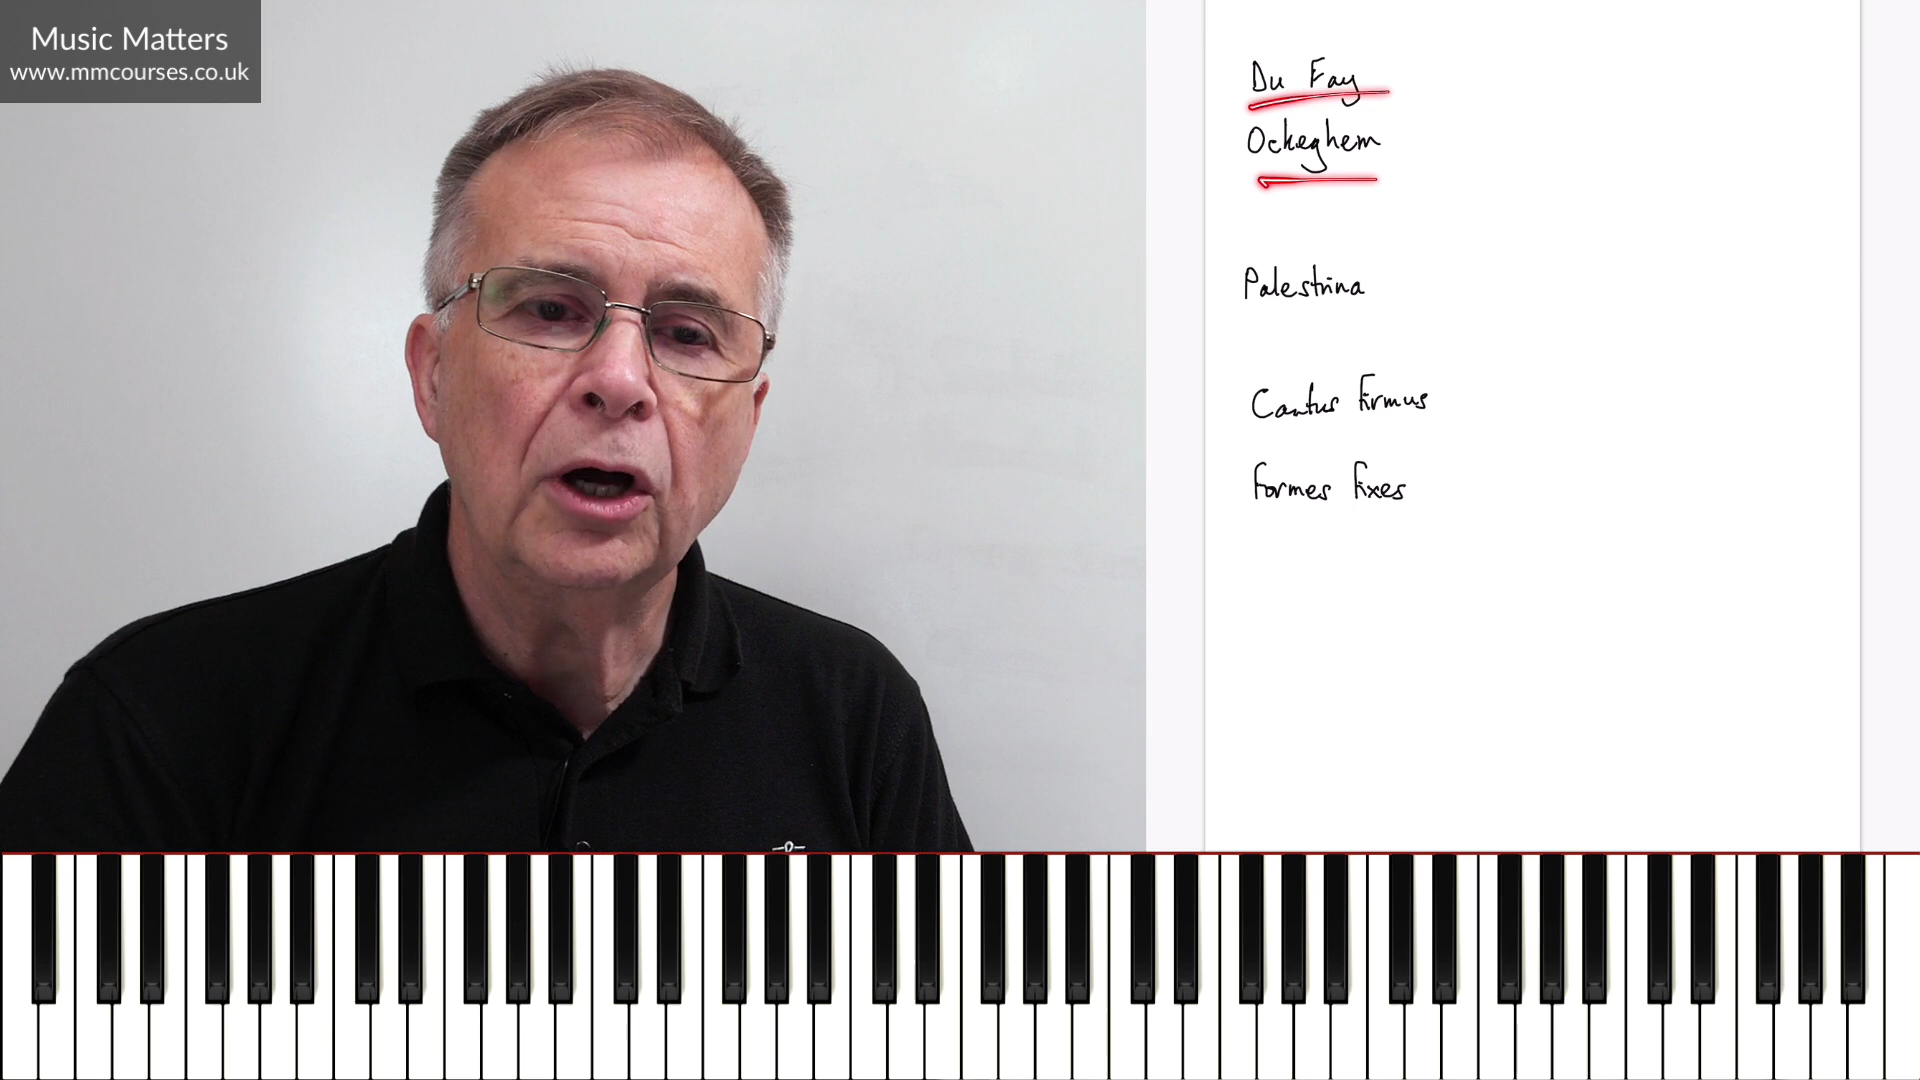 Music Matters
www.mmcourses.co.uk
Du Fay
Ockeghem
Palestrina
Cantus firmus
formes fixes